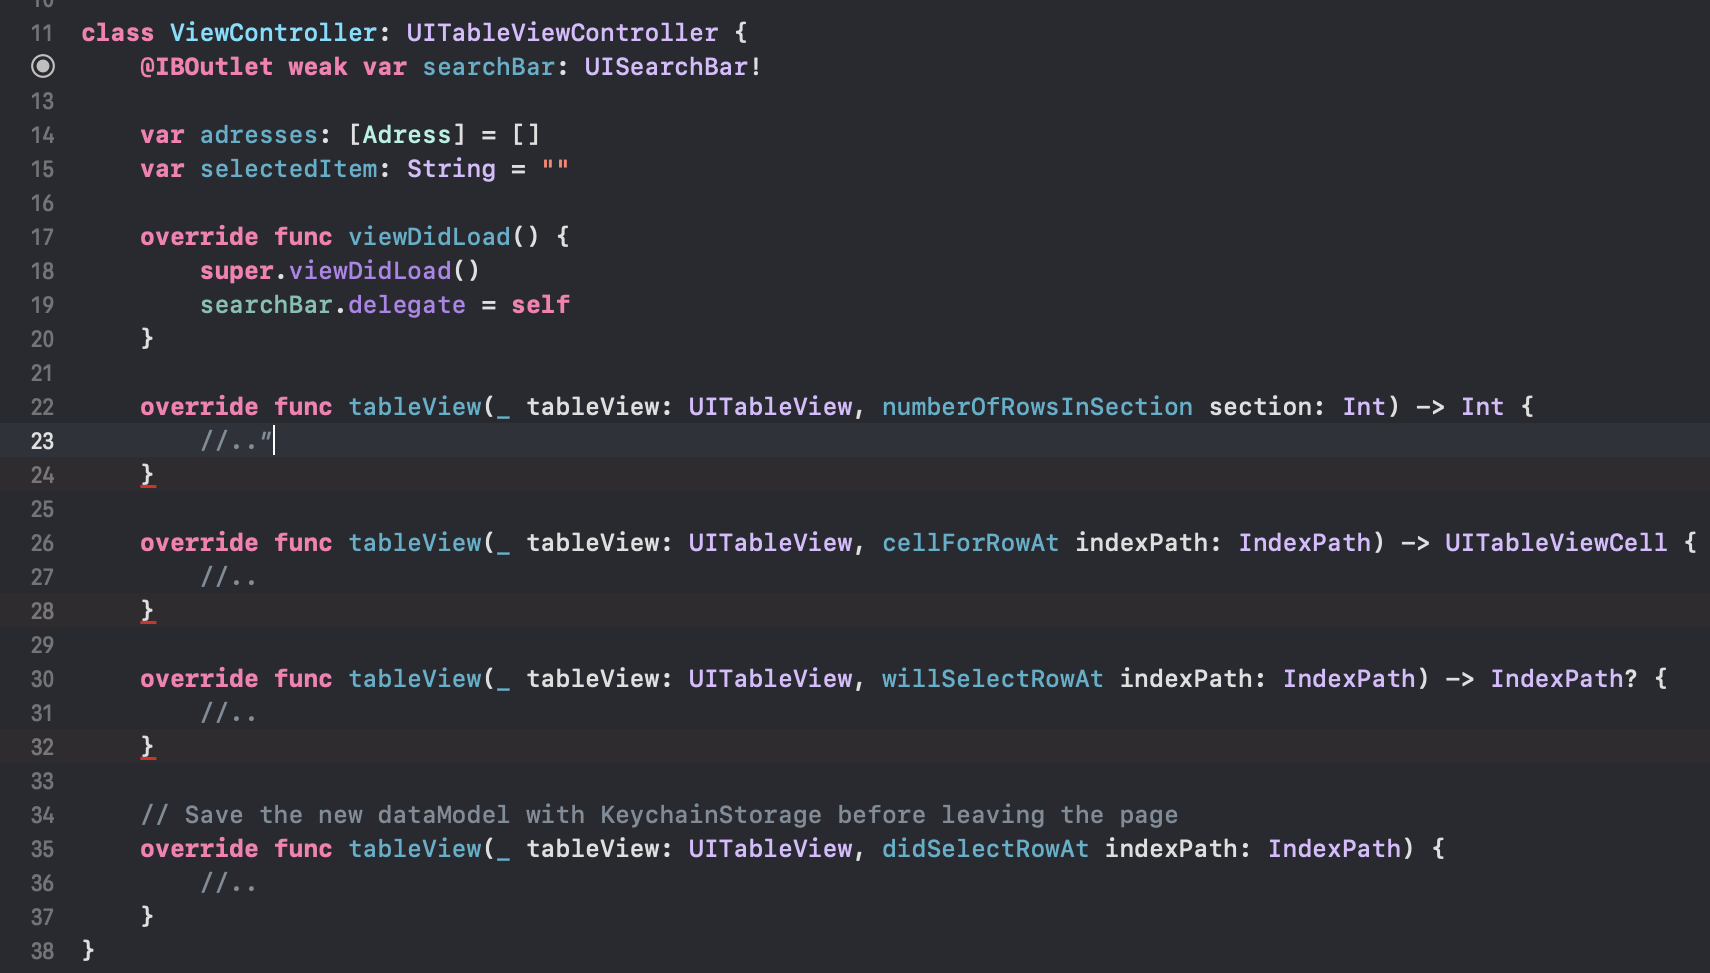 11 class ViewController: UITableViewController {
@IBOutlet weak var searchBar: UISearchBar!
13
14 var adresses: [Adress] = []
15 var selectedItem: String = ""
16
17 override func viewDidLoad() {
18 super.viewDidLoad()
19 searchBar.delegate = self
20 }
21
22 override func tableView(_ tableView: UITableView, numberOfRowsInSection section: Int) -> Int {
23 //.."
24 }
25
26 override func tableView(_ tableView: UITableView, cellForRowAt indexPath: IndexPath) -> UITableViewCell {
27 //..
28 }
29
30 override func tableView(_ tableView: UITableView, willSelectRowAt indexPath: IndexPath) -> IndexPath? {
31 //..
32 }
33
34 // Save the new dataModel with KeychainStorage before leaving the page
35 override func tableView(_ tableView: UITableView, didSelectRowAt indexPath: IndexPath) {
36 //..
37 }
38 }